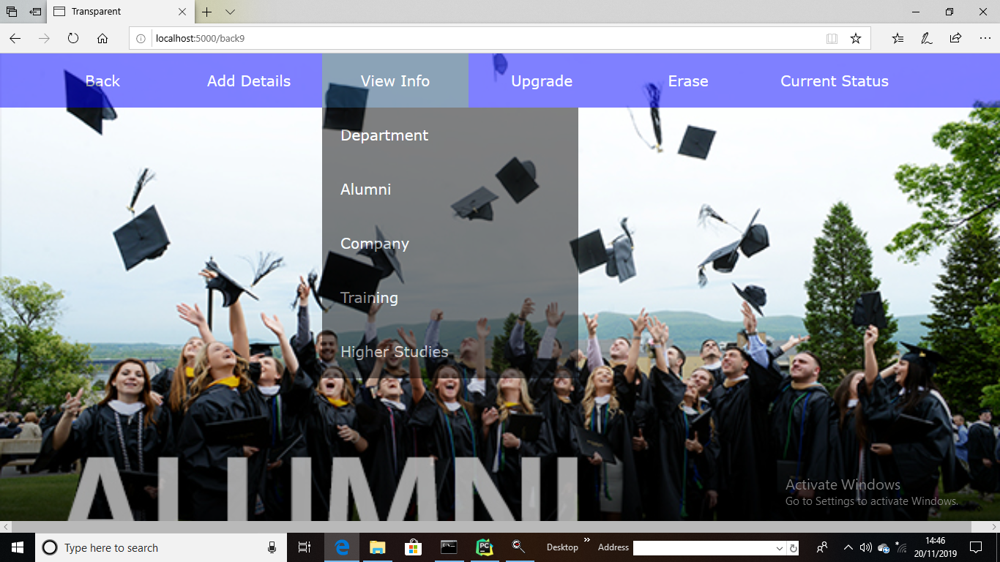 Transparent
localhost:5000/back9
Back Add Details View Info Upgrade Erase Current Status
Department
Alumni
Company
Training
Higher Studies
ALUMNI
Activate Windows
Go to Settings to activate Windows.
Type here to search
PC
Desktop
Address
14:46
20/11/2019